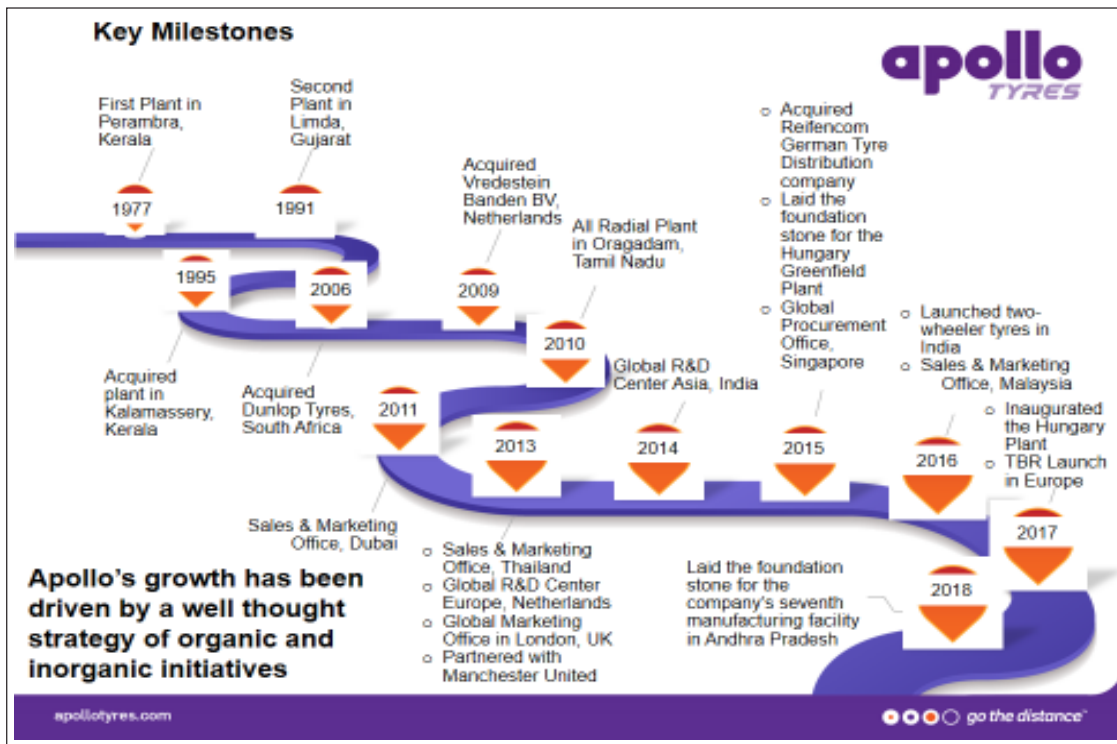 Key Milestones
apollo
TYRES
First Plant in
Perambra,
Kerala
1977
Second
Plant in
Limda,
Gujarat
1991
1995
Acquired
plant in
Kalamassery,
Kerala
2006
Acquired
Dunlop Tyres,
South Africa
Acquired
Vredestein
Banden BV,
Netherlands
2009
All Radial Plant
in Oragadam,
Tamil Nadu
2010
2011
Sales & Marketing
Office, Dubai
2013
o Sales & Marketing
Office, Thailand
o Global R&D Center
Europe, Netherlands
o Global Marketing
Office in London, UK
o Partnered with
Manchester United
Global R&D
Center Asia, India
2014
o Acquired
Reifencom
German Tyre
Distribution
company
o Laid the
foundation
stone for the
Hungary
Greenfield
Plant
o Global
Procurement
Office,
Singapore
2015
o Launched two-
wheeler tyres in
India
o Sales & Marketing
Office, Malaysia
2016
o Inaugurated
the Hungary
Plant
o TBR Launch
in Europe
2017
Laid the foundation
stone for the
company's seventh
manufacturing facility
in Andhra Pradesh
2018
Apollo's growth has been
driven by a well thought
strategy of organic and
inorganic initiatives
apollotyres.com
go the distance™